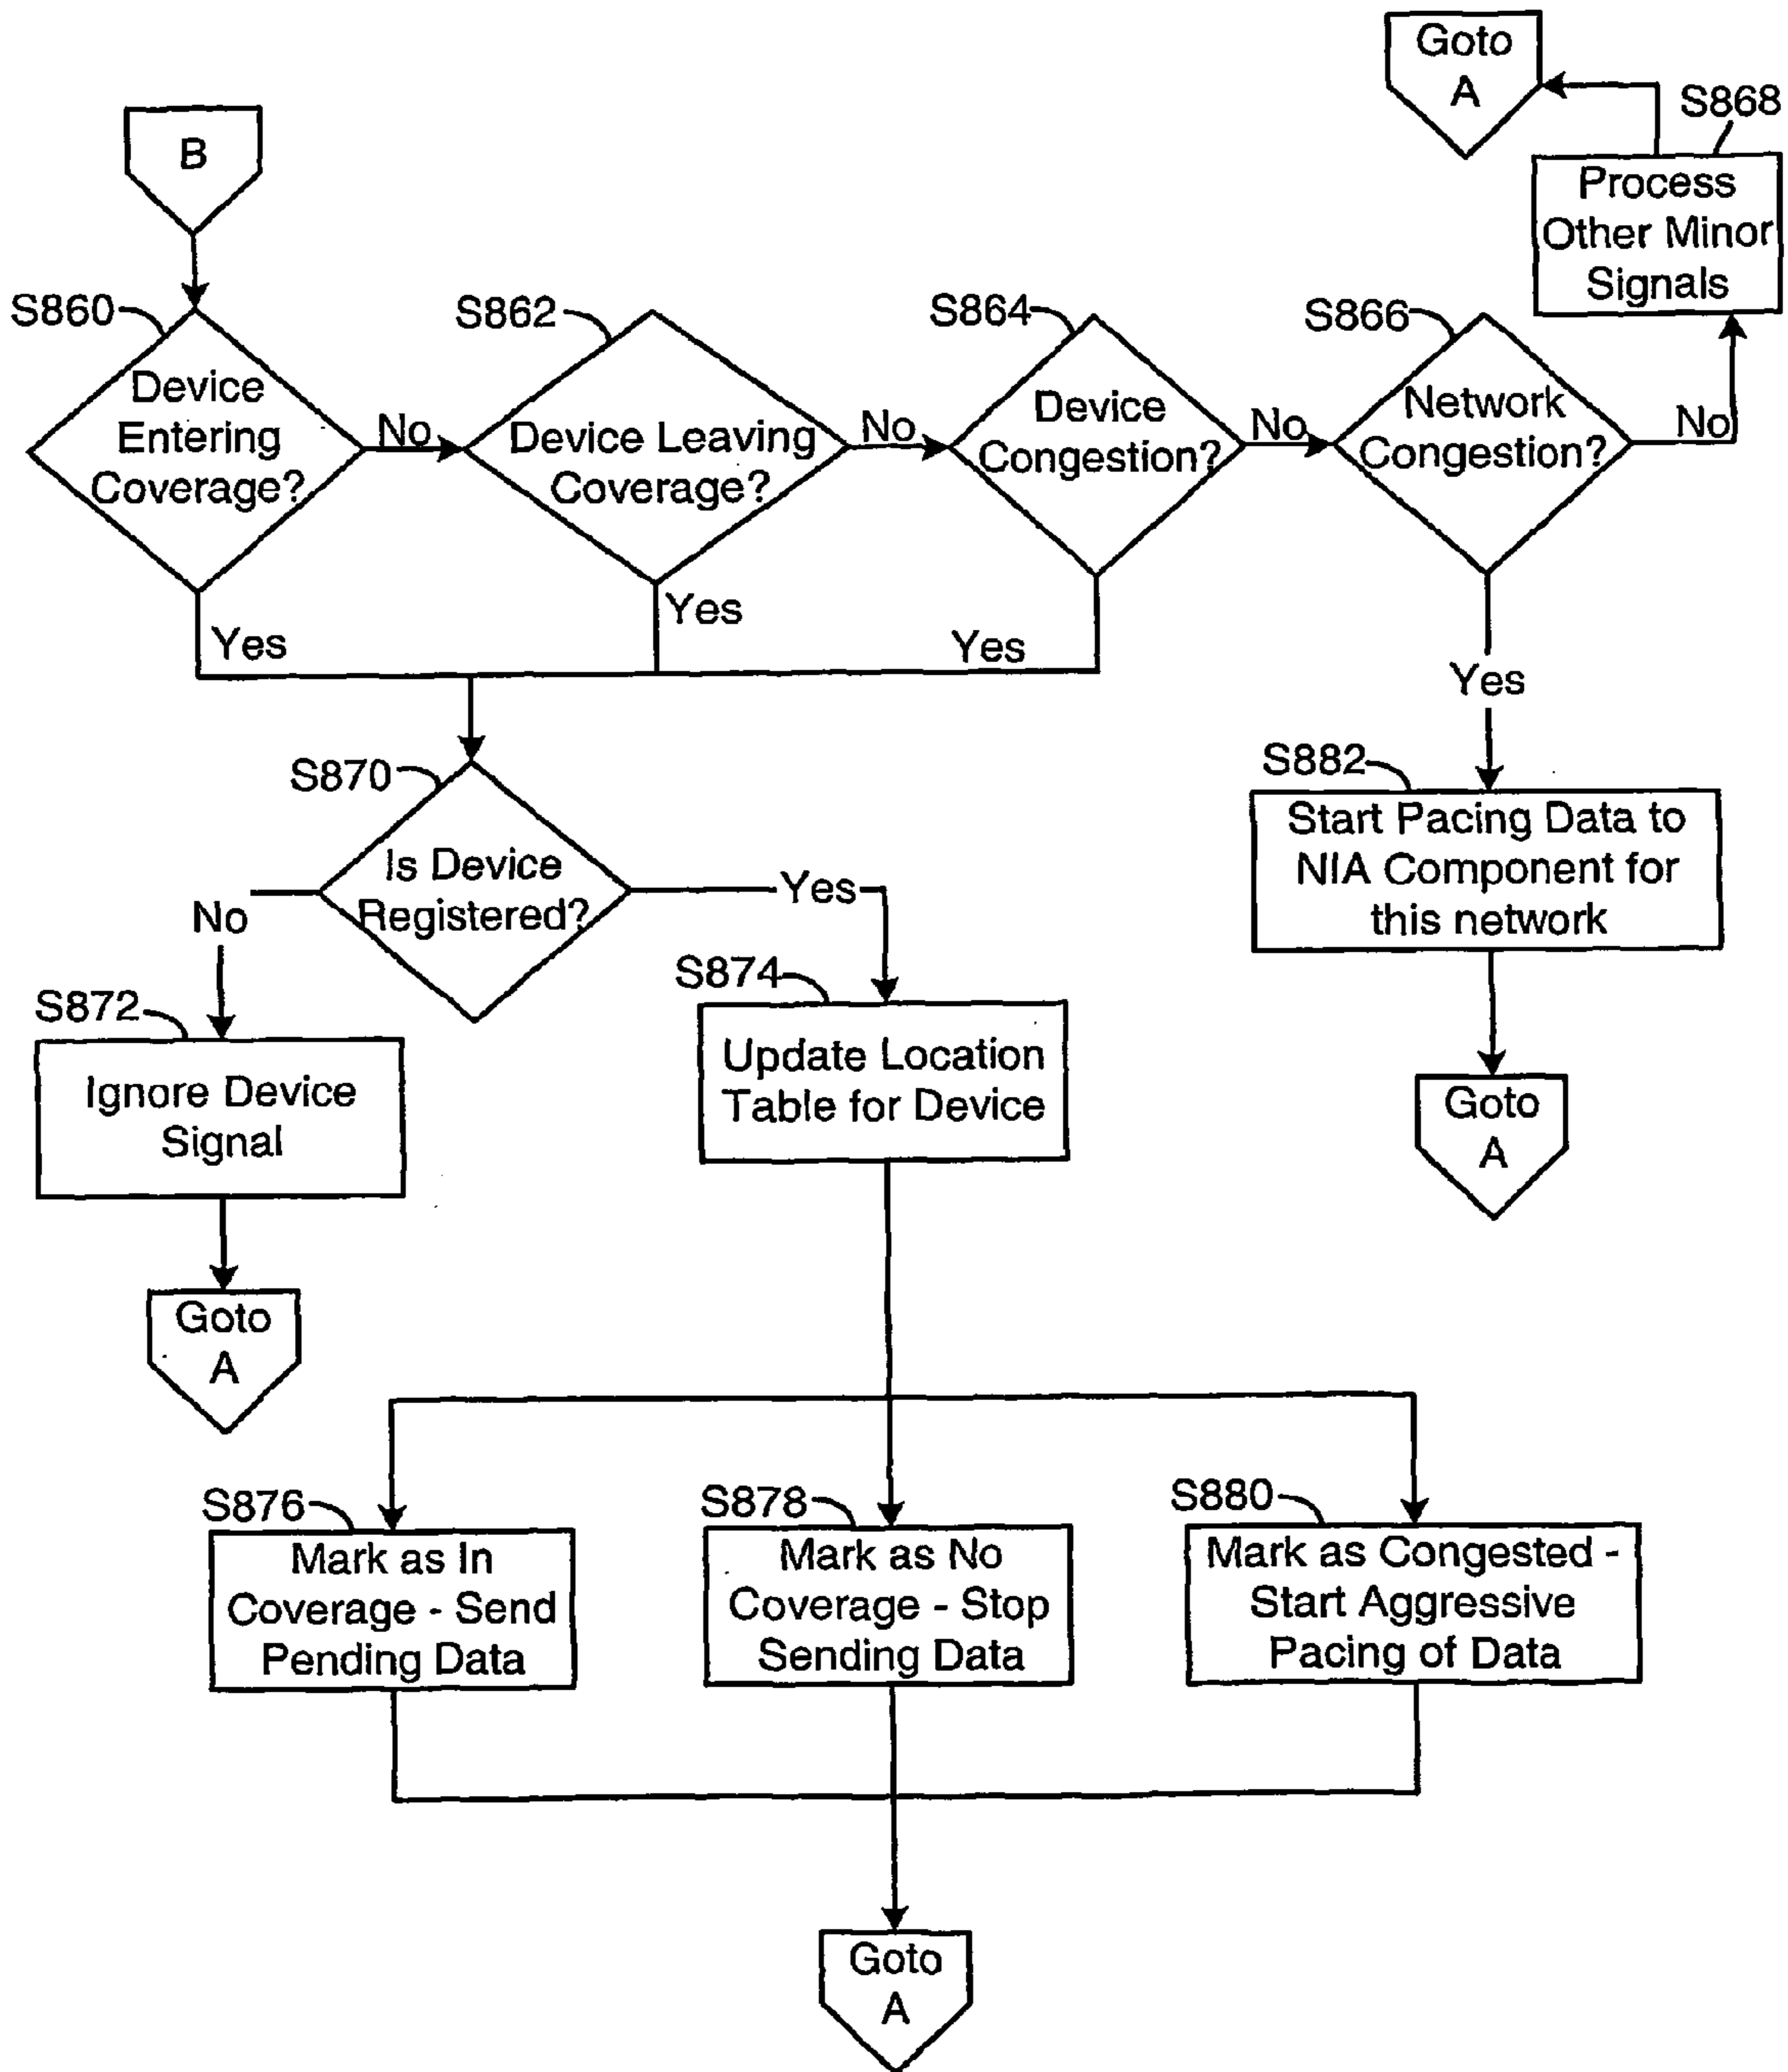 Goto
A
S868
B
Process
Other Minor
Signals
S860
S862
S864
S866
Device
Entering
Coverage?
No
Device Leaving
Coverage?
No
Device
Congestion?
No
Network
Congestion?
No
Yes
Yes
Yes
Yes
S870
Is Device
Registered?
No
Yes
S882
Start Pacing Data to
NIA Component for
this network
S872
Ignore Device
Signal
S874
Update Location
Table for Device
Goto
A
Goto
A
S876
Mark as In
Coverage - Send
Pending Data
S878
Mark as No
Coverage - Stop
Sending Data
S880
Mark as Congested -
Start Aggressive
Pacing of Data
Goto
A